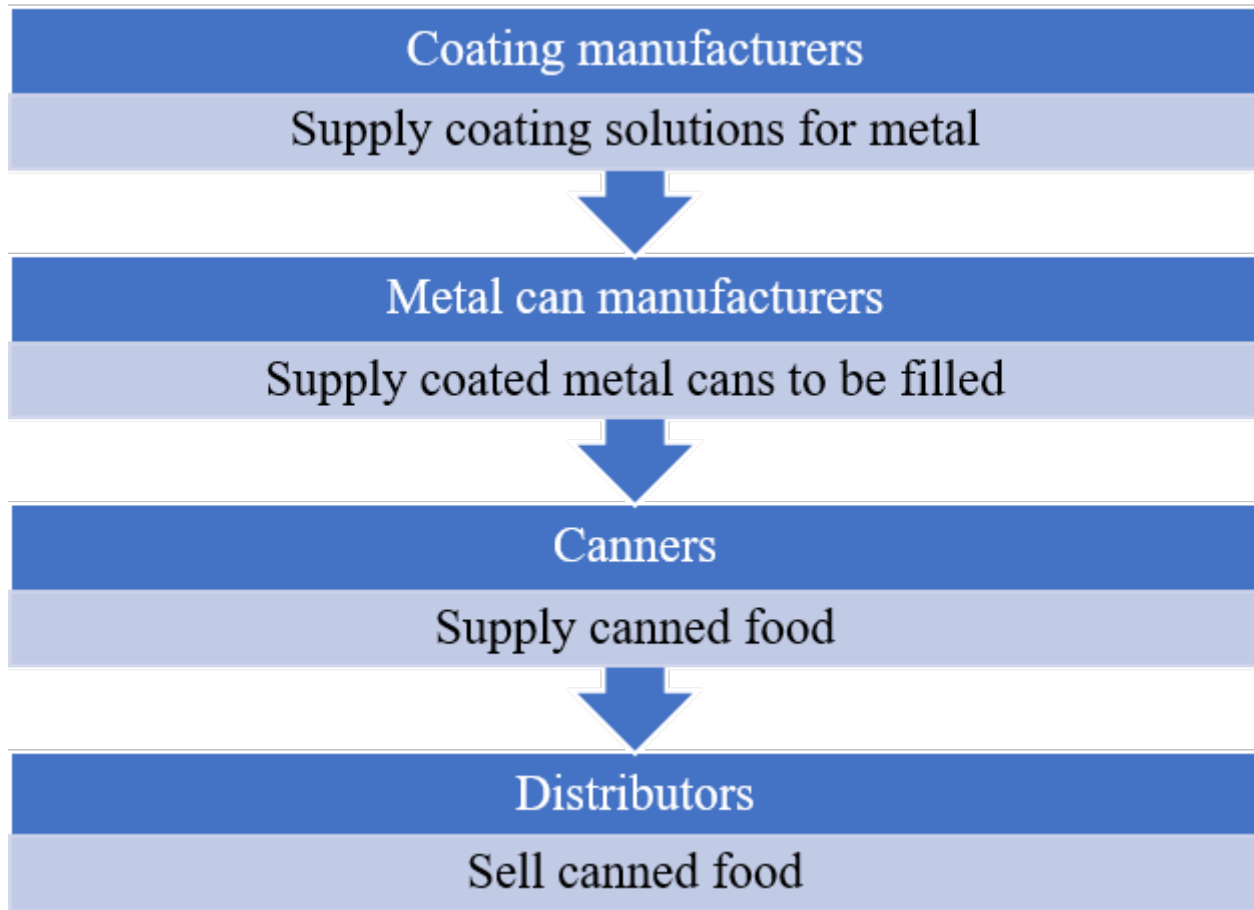 Coating manufacturers
Supply coating solutions for metal
Metal can manufacturers
Supply coated metal cans to be filled
Canners
Supply canned food
Distributors
Sell canned food